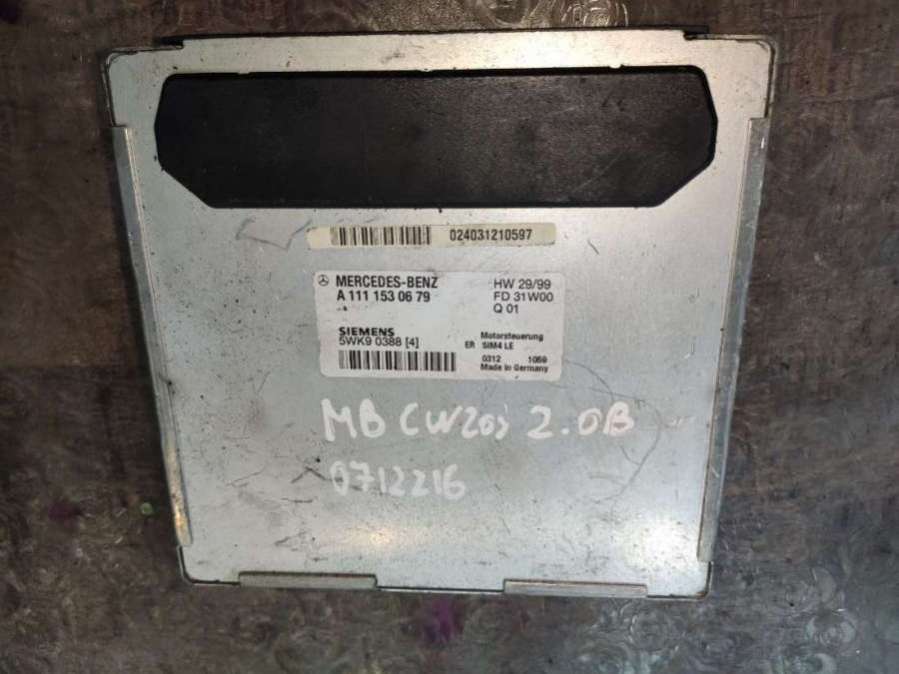 024031210597
MERCEDES-BENZ HW 29/99
A 111 153 06 79 FD 31W00
Q 01
SIEMENS Motorsteuerung
5WK9 0388 [4] ER SIM4 LE
0312 1059
Made in Germany
MB CW203 2.0B
0712216